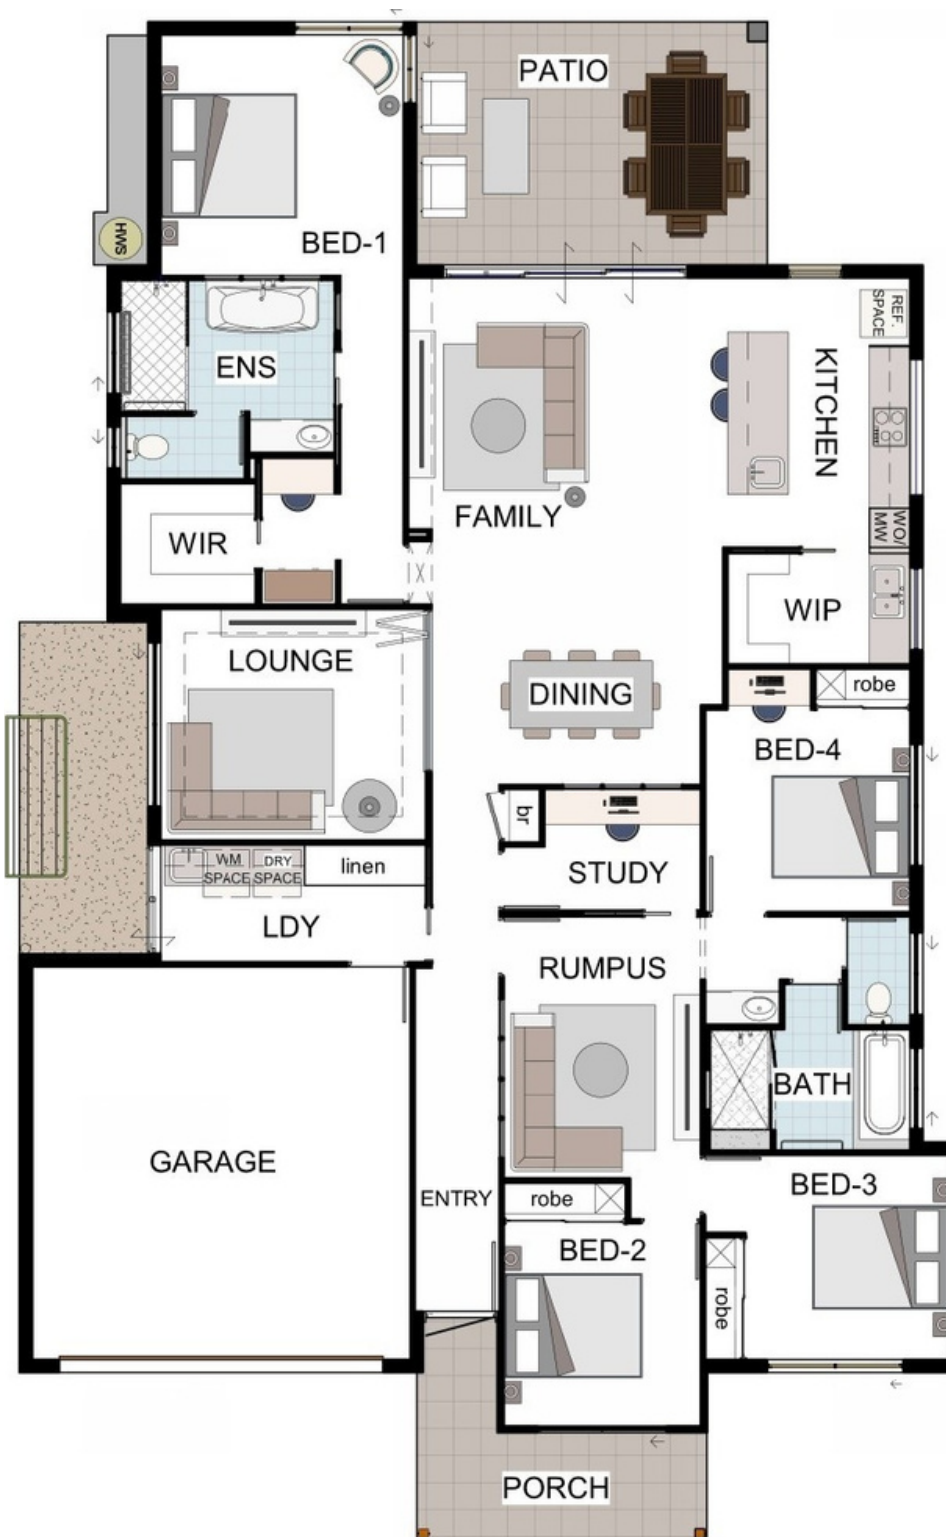 PATIO
HWS
BED-1
REF.
SPACE
ENS
KITCHEN
FAMILY
WIR
WO/
MW
WIP
LOUNGE
DINING
robe
BED-4
br
STUDY
WM
SPACE
DRY
SPACE
linen
LDY
RUMPUS
BATH
GARAGE
ENTRY
robe
BED-3
BED-2
robe
PORCH